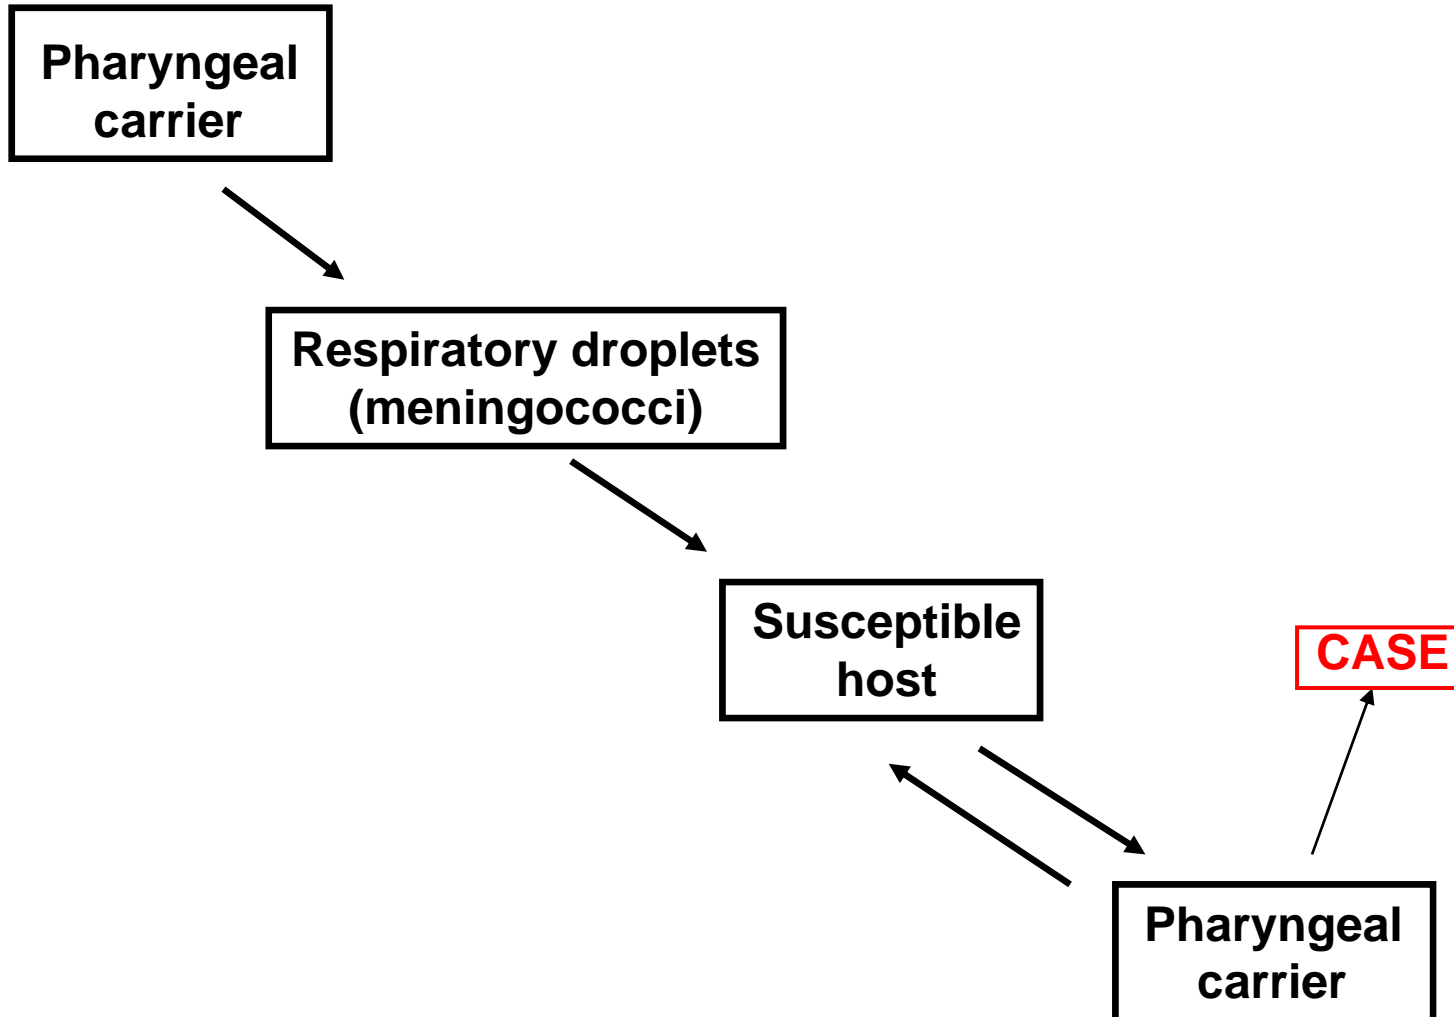 Pharyngeal
carrier
Respiratory droplets
(meningococci)
Susceptible
host
CASE
Pharyngeal
carrier